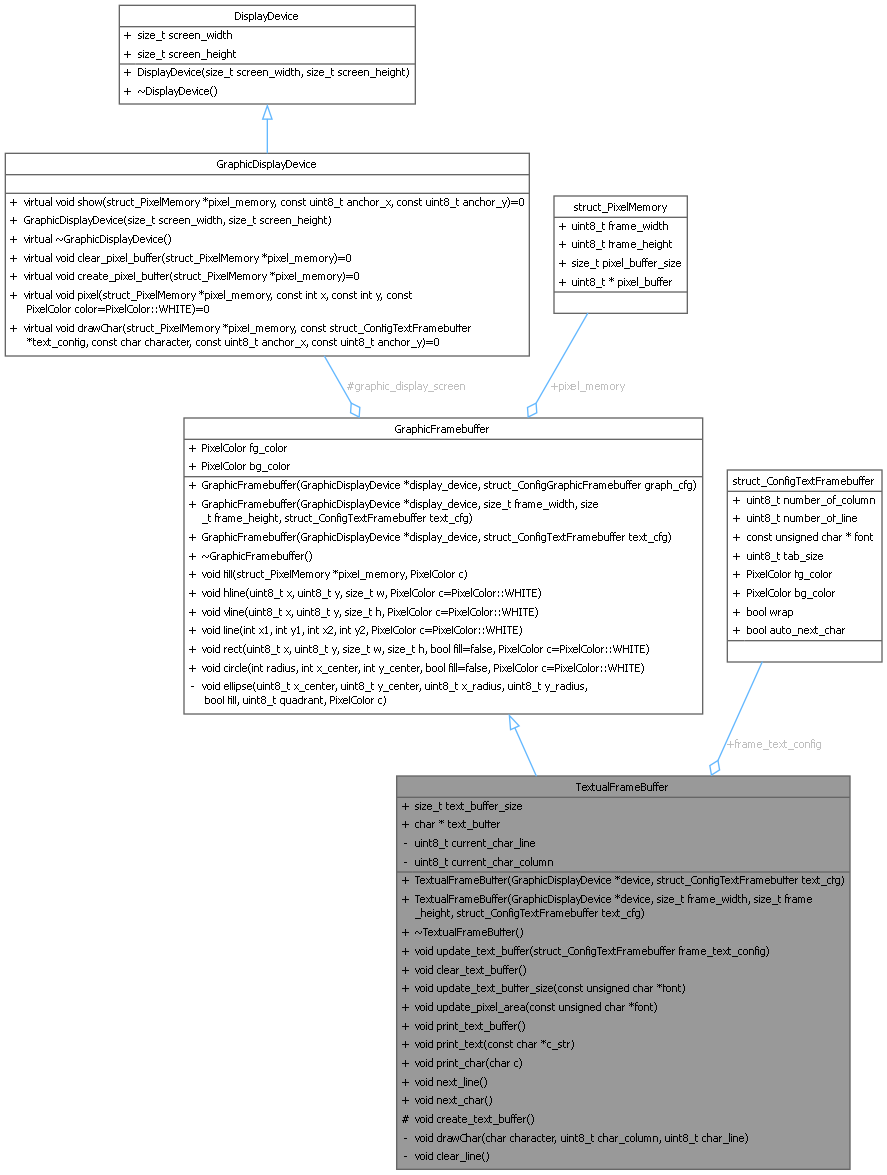 DisplayDevice
+ size_t screen_width
+ size_t screen_height
+ DisplayDevice(size_t screen_width, size_t screen_height)
+ ~DisplayDevice()
GraphicDisplayDevice
+ virtual void show(struct_PixelMemory *pixel_memory, const uint8_t anchor_x, const uint8_t anchor_y)=0
+ GraphicDisplayDevice(size_t screen_width, size_t screen_height)
+ virtual ~GraphicDisplayDevice()
+ virtual void clear_pixel_buffer(struct_PixelMemory *pixel_memory)=0
+ virtual void create_pixel_buffer(struct_PixelMemory *pixel_memory)=0
+ virtual void pixel(struct_PixelMemory *pixel_memory, const int x, const int y, const
PixelColor color=PixelColor::WHITE)=0
+ virtual void drawChar(struct_PixelMemory *pixel_memory, const struct_ConfigTextFramebuffer
*text_config, const char character, const uint8_t anchor_x, const uint8_t anchor_y)=0
struct_PixelMemory
+ uint8_t frame_width
+ uint8_t frame_height
+ size_t pixel_buffer_size
+ uint8_t * pixel_buffer
#graphic_display_screen
+pixel_memory
GraphicFramebuffer
+ PixelColor fg_color
+ PixelColor bg_color
+ GraphicFramebuffer(GraphicDisplayDevice *display_device, struct_ConfigGraphicFramebuffer graph_cfg)
+ GraphicFramebuffer(GraphicDisplayDevice *display_device, size_t frame_width, size
_t frame_height, struct_ConfigTextFramebuffer text_cfg)
+ GraphicFramebuffer(GraphicDisplayDevice *display_device, struct_ConfigTextFramebuffer text_cfg)
+ ~GraphicFramebuffer()
+ void fill(struct_PixelMemory *pixel_memory, PixelColor c)
+ void hline(uint8_t x, uint8_t y, size_t w, PixelColor c=PixelColor::WHITE)
+ void vline(uint8_t x, uint8_t y, size_t h, PixelColor c=PixelColor::WHITE)
+ void line(int x1, int y1, int x2, int y2, PixelColor c=PixelColor::WHITE)
+ void rect(uint8_t x, uint8_t y, size_t w, size_t h, bool fill=false, PixelColor c=PixelColor::WHITE)
+ void circle(int radius, int x_center, int y_center, bool fill=false, PixelColor c=PixelColor::WHITE)
- void ellipse(uint8_t x_center, uint8_t y_center, uint8_t x_radius, uint8_t y_radius,
bool fill, uint8_t quadrant, PixelColor c)
struct_ConfigTextFramebuffer
+ uint8_t number_of_column
+ uint8_t number_of_line
+ const unsigned char * font
+ uint8_t tab_size
+ PixelColor fg_color
+ PixelColor bg_color
+ bool wrap
+ bool auto_next_char
+frame_text_config
TextualFrameBuffer
+ size_t text_buffer_size
+ char * text_buffer
- uint8_t current_char_line
- uint8_t current_char_column
+ TextualFrameBuffer(GraphicDisplayDevice *device, struct_ConfigTextFramebuffer text_cfg)
+ TextualFrameBuffer(GraphicDisplayDevice *device, size_t frame_width, size_t frame
_height, struct_ConfigTextFramebuffer text_cfg)
+ ~TextualFrameBuffer()
+ void update_text_buffer(struct_ConfigTextFramebuffer frame_text_config)
+ void clear_text_buffer()
+ void update_text_buffer_size(const unsigned char *font)
+ void update_pixel_area(const unsigned char *font)
+ void print_text_buffer()
+ void print_text(const char *c_str)
+ void print_char(char c)
+ void next_line()
+ void next_char()
# void create_text_buffer()
- void drawChar(char character, uint8_t char_column, uint8_t char_line)
- void clear_line()